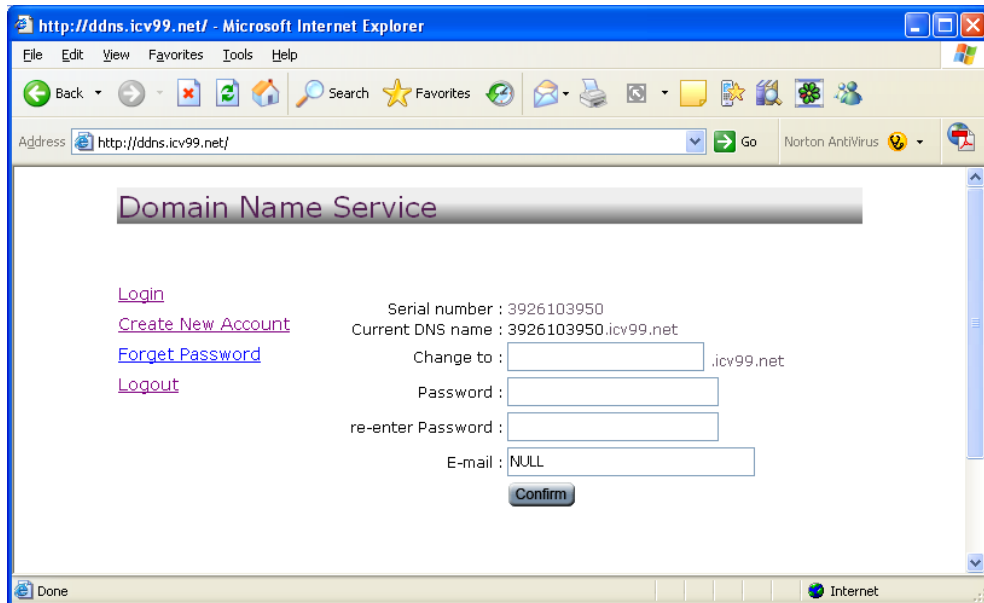 http://ddns.icv99.net/ - Microsoft Internet Explorer
File Edit View Favorites Tools Help
Back Search Favorites
Address http://ddns.icv99.net/ Go Norton AntiVirus
Domain Name Service
Login
Create New Account
Forget Password
Logout
Serial number : 3926103950
Current DNS name : 3926103950.icv99.net
Change to : .icv99.net
Password :
re-enter Password :
E-mail : NULL
Confirm
Done Internet